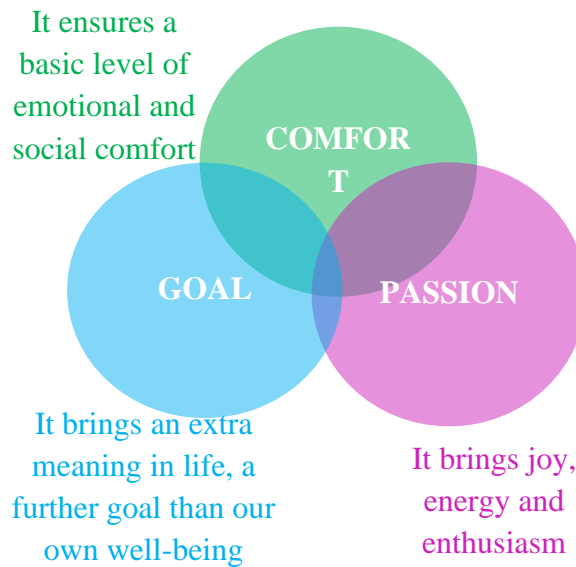 It ensures a
basic level of
emotional and
social comfort
COMFOR
T
GOAL
PASSION
It brings an extra
meaning in life, a
further goal than our
own well-being
It brings joy,
energy and
enthusiasm